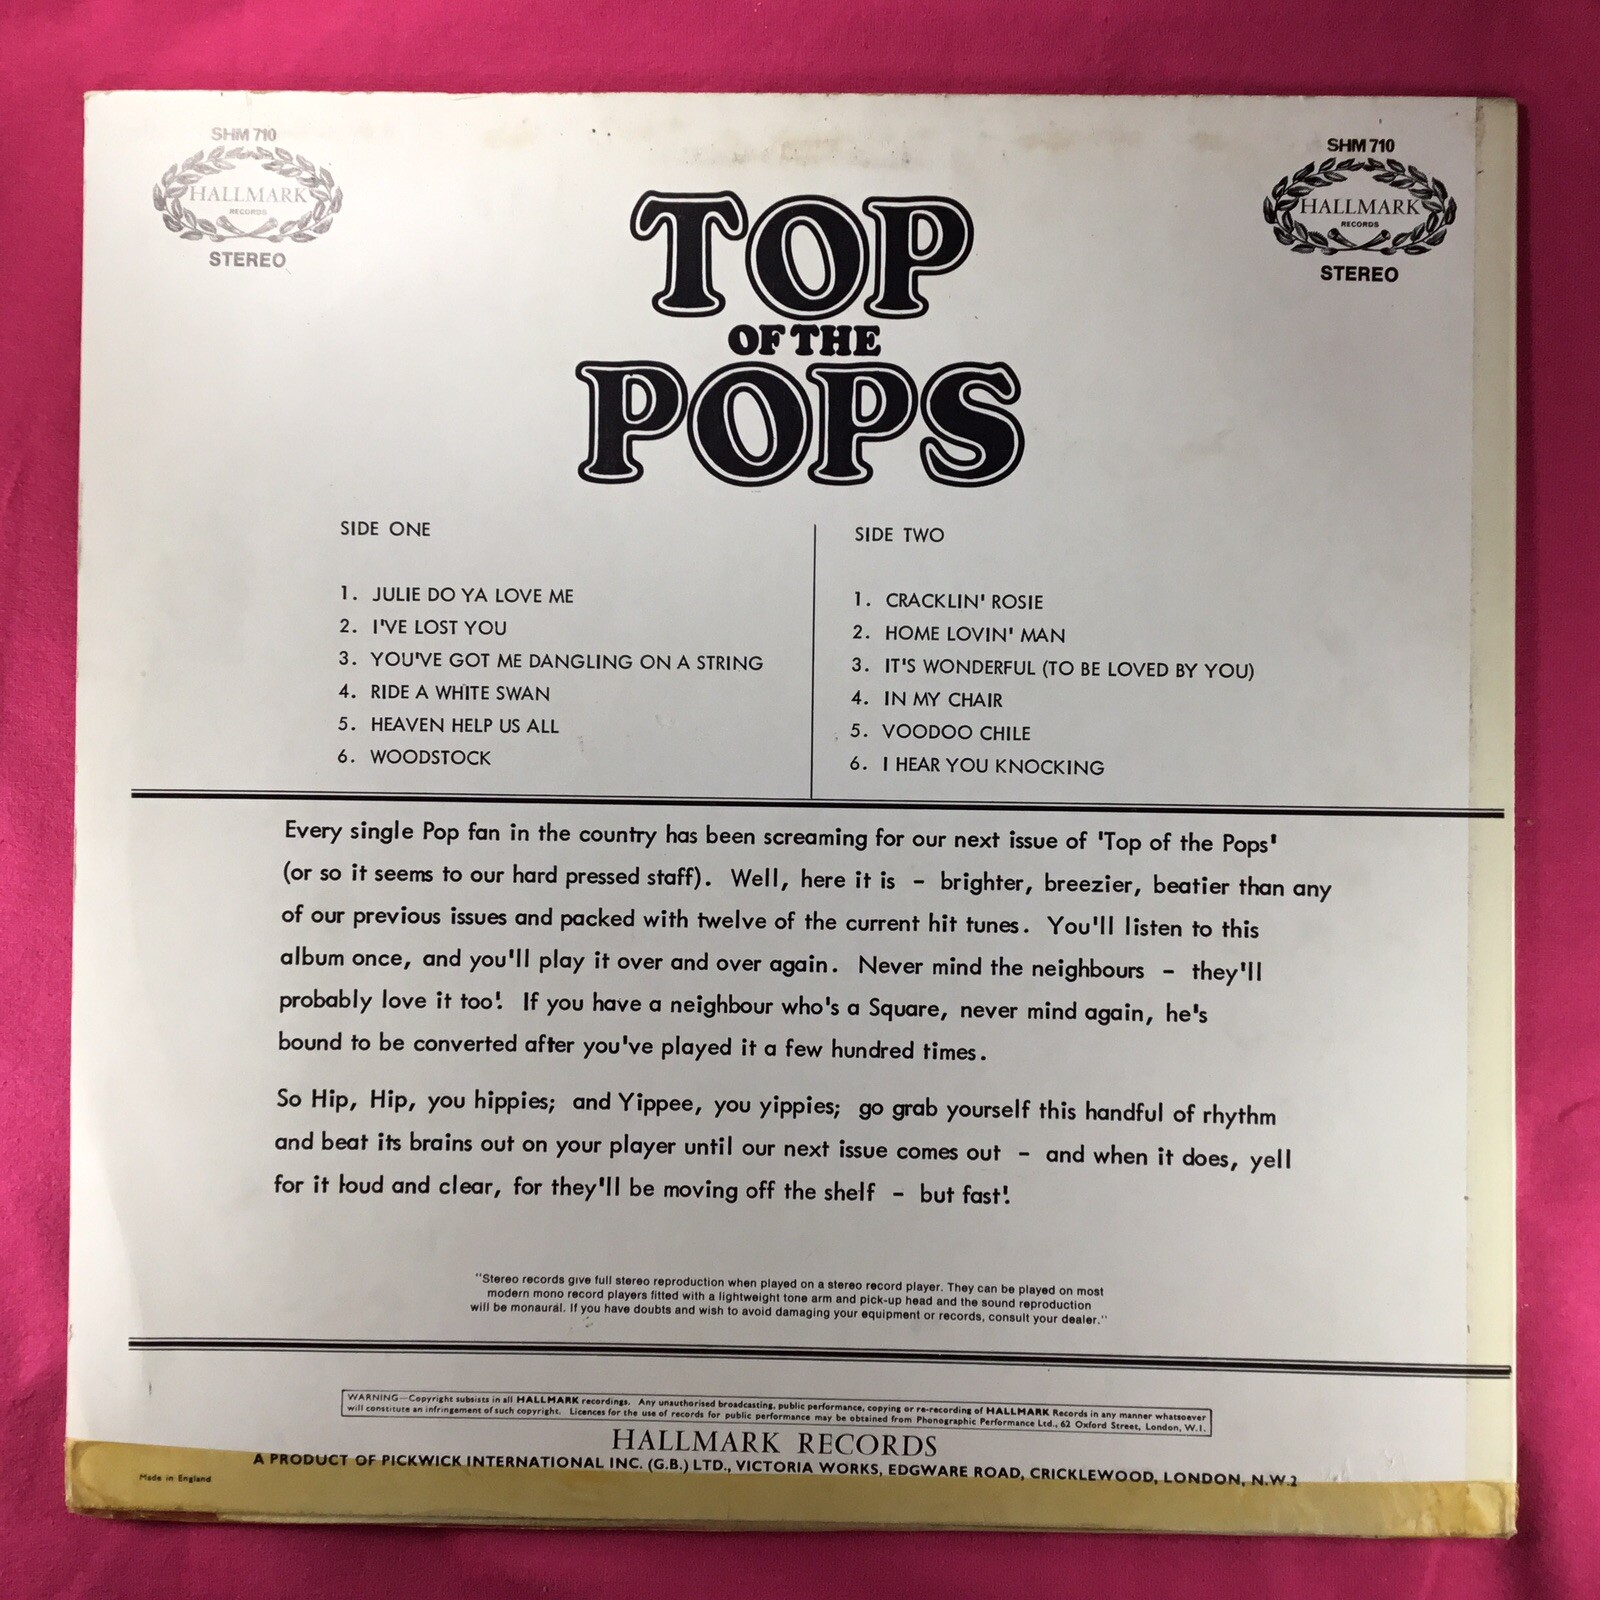 SHM 710
HALLMARK
RECORDS
STEREO
SHM 710
HALLMARK
RECORDS
STEREO
TOP
OF THE
POPS
SIDE ONE
1. JULIE DO YA LOVE ME
2. I'VE LOST YOU
3. YOU'VE GOT ME DANGLING ON A STRING
4. RIDE A WHITE SWAN
5. HEAVEN HELP US ALL
6. WOODSTOCK
SIDE TWO
1. CRACKLIN' ROSIE
2. HOME LOVIN' MAN
3. IT'S WONDERFUL (TO BE LOVED BY YOU)
4. IN MY CHAIR
5. VOODOO CHILE
6. I HEAR YOU KNOCKING
Every single Pop fan in the country has been screaming for our next issue of 'Top of the Pops'
(or so it seems to our hard pressed staff). Well, here it is - brighter, breezier, beatier than any
of our previous issues and packed with twelve of the current hit tunes. You'll listen to this
album once, and you'll play it over and over again. Never mind the neighbours - they'll
probably love it too! If you have a neighbour who's a Square, never mind again, he's
bound to be converted after you've played it a few hundred times.
So Hip, Hip, you hippies; and Yippee, you yippies; go grab yourself this handful of rhythm
and beat its brains out on your player until our next issue comes out - and when it does, yell
for it loud and clear, for they'll be moving off the shelf - but fast!
"Stereo records give full stereo reproduction when played on a stereo record player. They can be played on most
modern mono record players fitted with a lightweight tone arm and pick-up head and the sound reproduction
will be monaural. If you have doubts and wish to avoid damaging your equipment or records, consult your dealer."
WARNING—Copyright subsists in all HALLMARK recordings. Any unauthorised broadcasting, public performance, copying or re-recording of HALLMARK Records in any manner whatsoever
will constitute an infringement of such copyright. Licences for the use of records for public performance may be obtained from Phonographic Performance Ltd., 62 Oxford Street, London, W.1.
HALLMARK RECORDS
A PRODUCT OF PICKWICK INTERNATIONAL INC. (G.B.) LTD., VICTORIA WORKS, EDGWARE ROAD, CRICKLEWOOD, LONDON, N.W.2
Made in England